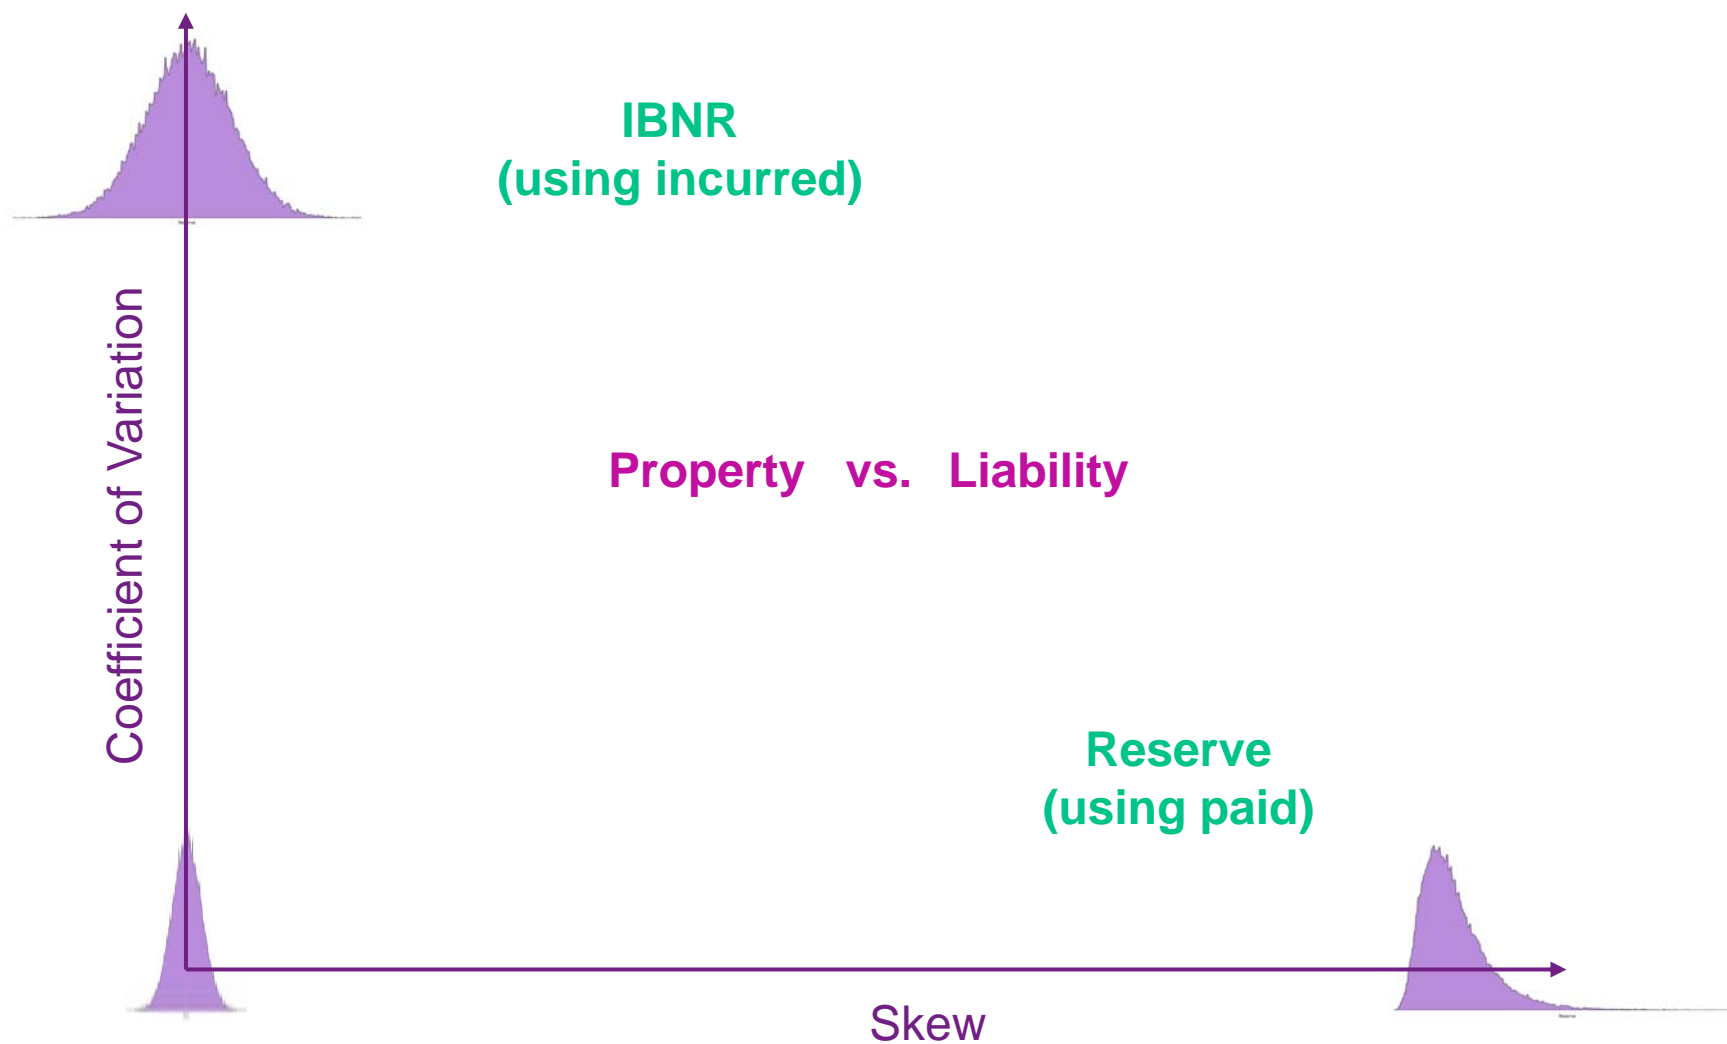 IBNR
(using incurred)
Coefficient of Variation
Property vs. Liability
Reserve
(using paid)
Skew